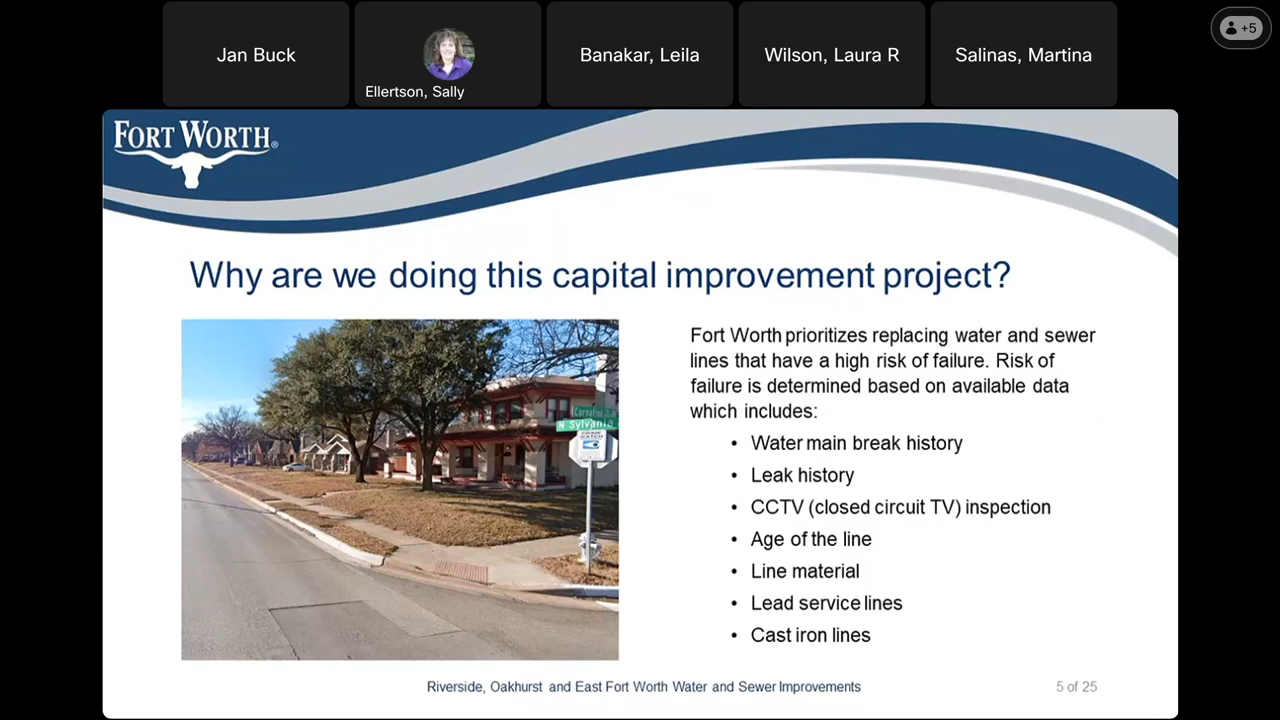 Jan Buck
Ellertson, Sally
Banakar, Leila
Wilson, Laura R
Salinas, Martina
+5
FORT WORTH®
Why are we doing this capital improvement project?
N Sylvania
Fort Worth prioritizes replacing water and sewer
lines that have a high risk of failure. Risk of
failure is determined based on available data
which includes:
• Water main break history
• Leak history
• CCTV (closed circuit TV) inspection
• Age of the line
• Line material
• Lead service lines
• Cast iron lines
Riverside, Oakhurst and East Fort Worth Water and Sewer Improvements
5 of 25